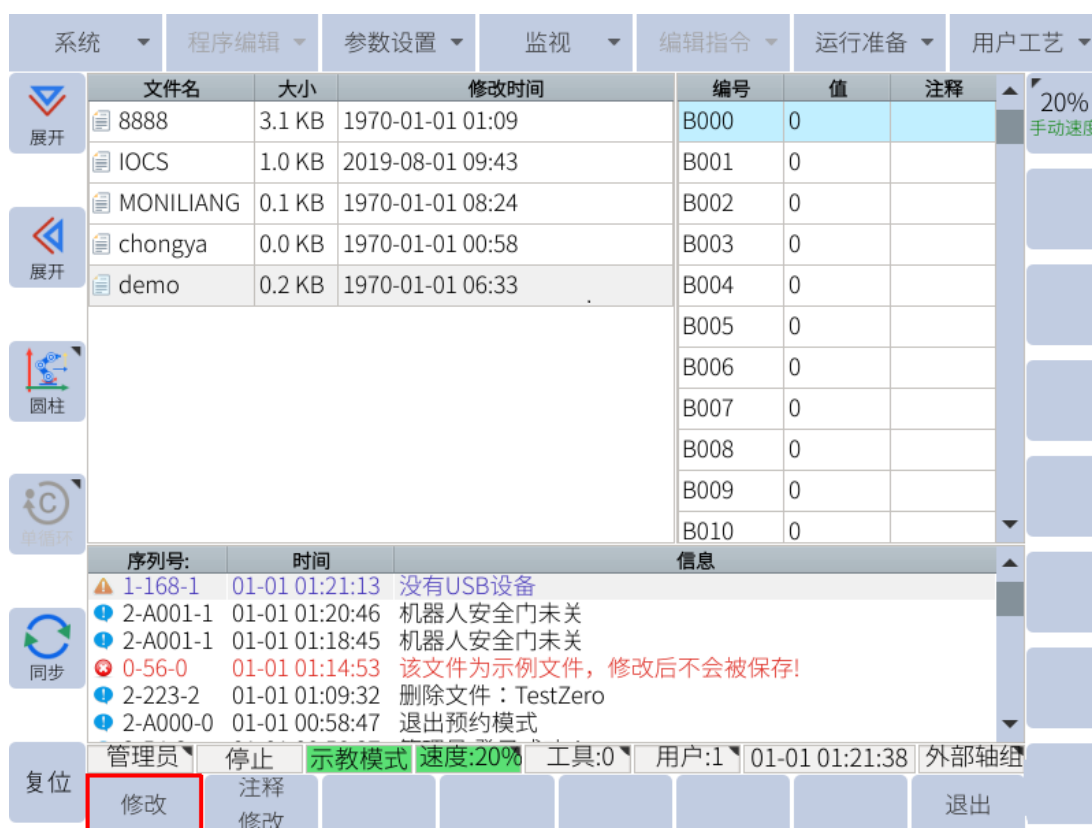 系统 程序编辑 参数设置 监视 编辑指令 运行准备 用户工艺
展开
展开
圆柱
单循环
同步
复位
文件名 大小 修改时间
8888 3.1 KB 1970-01-01 01:09
IOCS 1.0 KB 2019-08-01 09:43
MONILIANG 0.1 KB 1970-01-01 08:24
chongya 0.0 KB 1970-01-01 00:58
demo 0.2 KB 1970-01-01 06:33
编号 值 注释
B000 0
B001 0
B002 0
B003 0
B004 0
B005 0
B006 0
B007 0
B008 0
B009 0
B010 0
20%
手动速度
序列号: 时间 信息
1-168-1 01-01 01:21:13 没有USB设备
2-A001-1 01-01 01:20:46 机器人安全门未关
2-A001-1 01-01 01:18:45 机器人安全门未关
0-56-0 01-01 01:14:53 该文件为示例文件，修改后不会被保存!
2-223-2 01-01 01:09:32 删除文件：TestZero
2-A000-0 01-01 00:58:47 退出预约模式
管理员 停止 示教模式 速度:20% 工具:0 用户:1 01-01 01:21:38 外部轴组
修改
注释
修改
退出